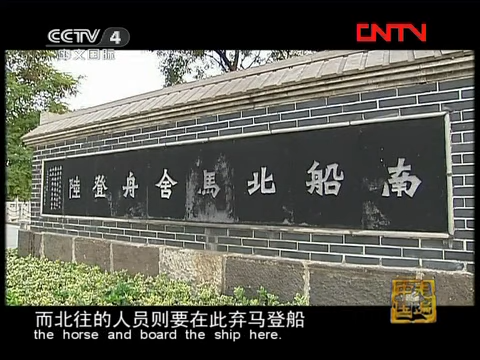 CCTV 4
中文国际
CNTV
南船北馬舍舟登陸
而北往的人员则要在此弃马登船
the horse and board the ship here.